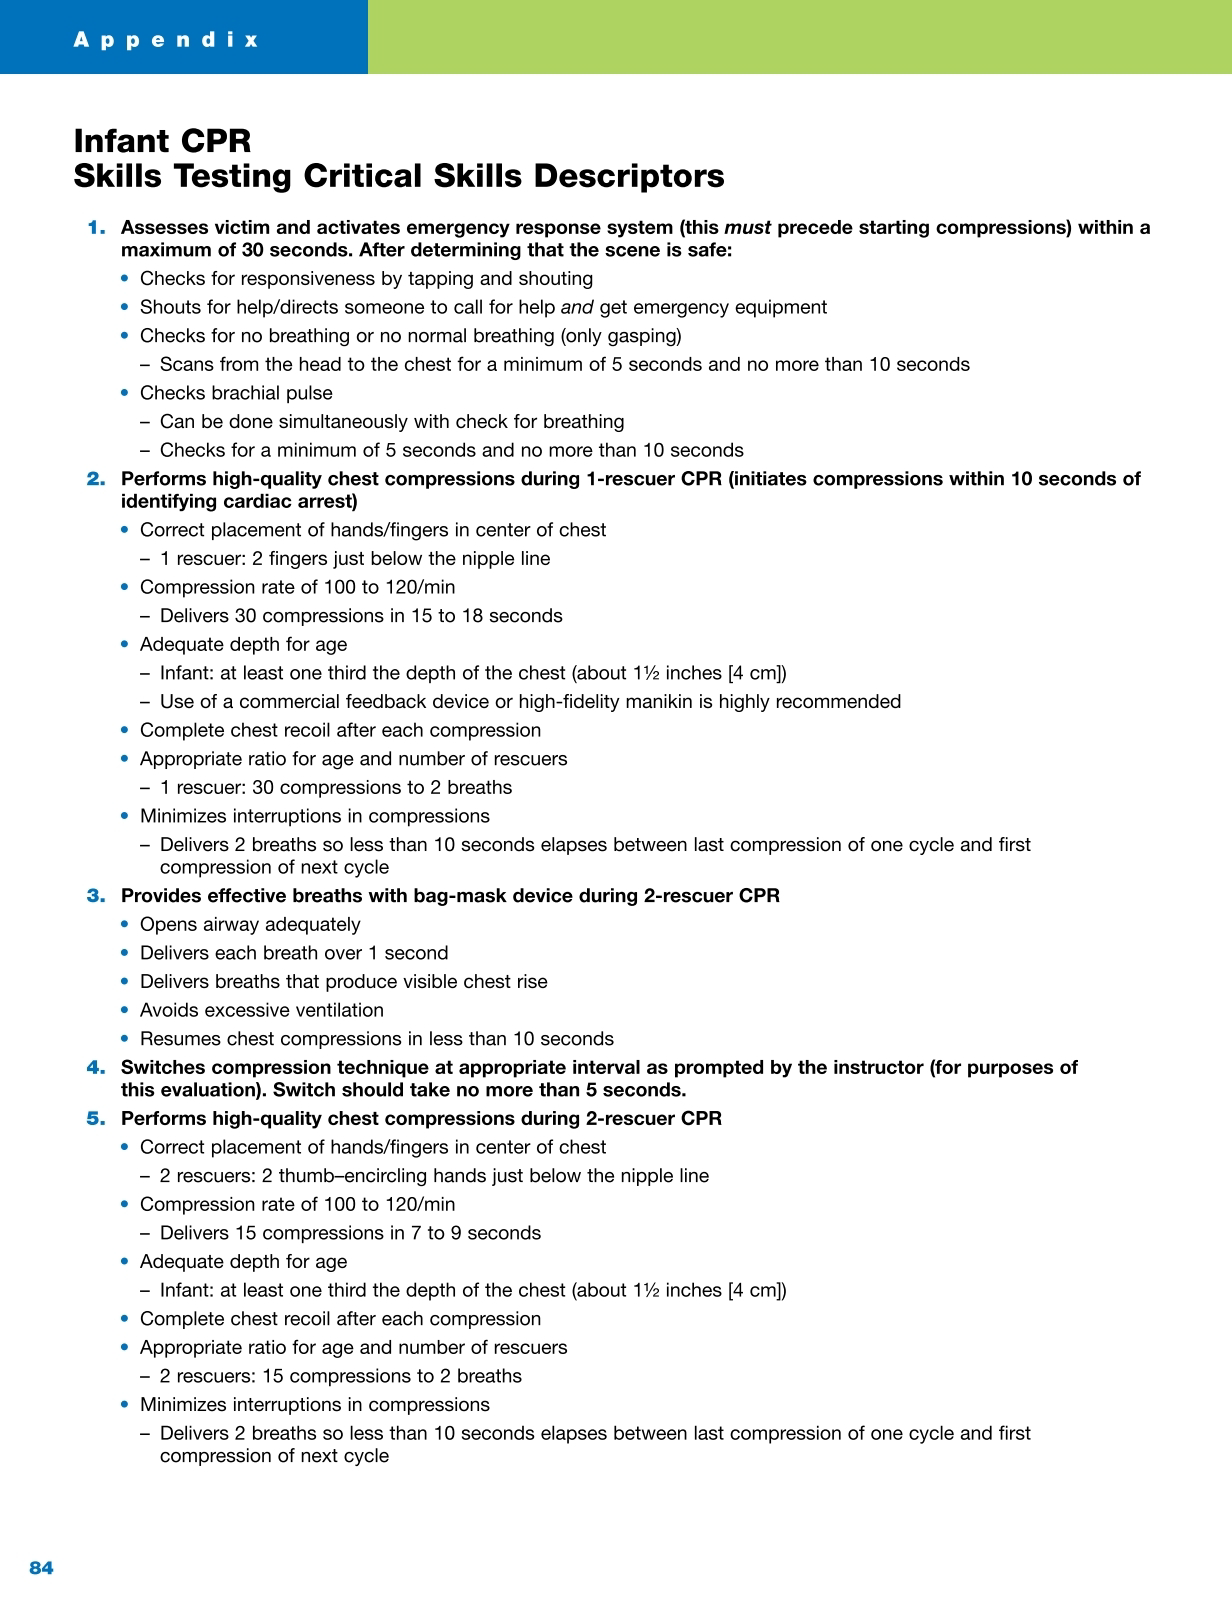 Appendix
Infant CPR
Skills Testing Critical Skills Descriptors
1. Assesses victim and activates emergency response system (this must precede starting compressions) within a
maximum of 30 seconds. After determining that the scene is safe:
• Checks for responsiveness by tapping and shouting
• Shouts for help/directs someone to call for help and get emergency equipment
• Checks for no breathing or no normal breathing (only gasping)
– Scans from the head to the chest for a minimum of 5 seconds and no more than 10 seconds
• Checks brachial pulse
– Can be done simultaneously with check for breathing
– Checks for a minimum of 5 seconds and no more than 10 seconds
2. Performs high-quality chest compressions during 1-rescuer CPR (initiates compressions within 10 seconds of
identifying cardiac arrest)
• Correct placement of hands/fingers in center of chest
– 1 rescuer: 2 fingers just below the nipple line
• Compression rate of 100 to 120/min
– Delivers 30 compressions in 15 to 18 seconds
• Adequate depth for age
– Infant: at least one third the depth of the chest (about 1½ inches [4 cm])
– Use of a commercial feedback device or high-fidelity manikin is highly recommended
• Complete chest recoil after each compression
• Appropriate ratio for age and number of rescuers
– 1 rescuer: 30 compressions to 2 breaths
• Minimizes interruptions in compressions
– Delivers 2 breaths so less than 10 seconds elapses between last compression of one cycle and first
compression of next cycle
3. Provides effective breaths with bag-mask device during 2-rescuer CPR
• Opens airway adequately
• Delivers each breath over 1 second
• Delivers breaths that produce visible chest rise
• Avoids excessive ventilation
• Resumes chest compressions in less than 10 seconds
4. Switches compression technique at appropriate interval as prompted by the instructor (for purposes of
this evaluation). Switch should take no more than 5 seconds.
5. Performs high-quality chest compressions during 2-rescuer CPR
• Correct placement of hands/fingers in center of chest
– 2 rescuers: 2 thumb–encircling hands just below the nipple line
• Compression rate of 100 to 120/min
– Delivers 15 compressions in 7 to 9 seconds
• Adequate depth for age
– Infant: at least one third the depth of the chest (about 1½ inches [4 cm])
• Complete chest recoil after each compression
• Appropriate ratio for age and number of rescuers
– 2 rescuers: 15 compressions to 2 breaths
• Minimizes interruptions in compressions
– Delivers 2 breaths so less than 10 seconds elapses between last compression of one cycle and first
compression of next cycle
84